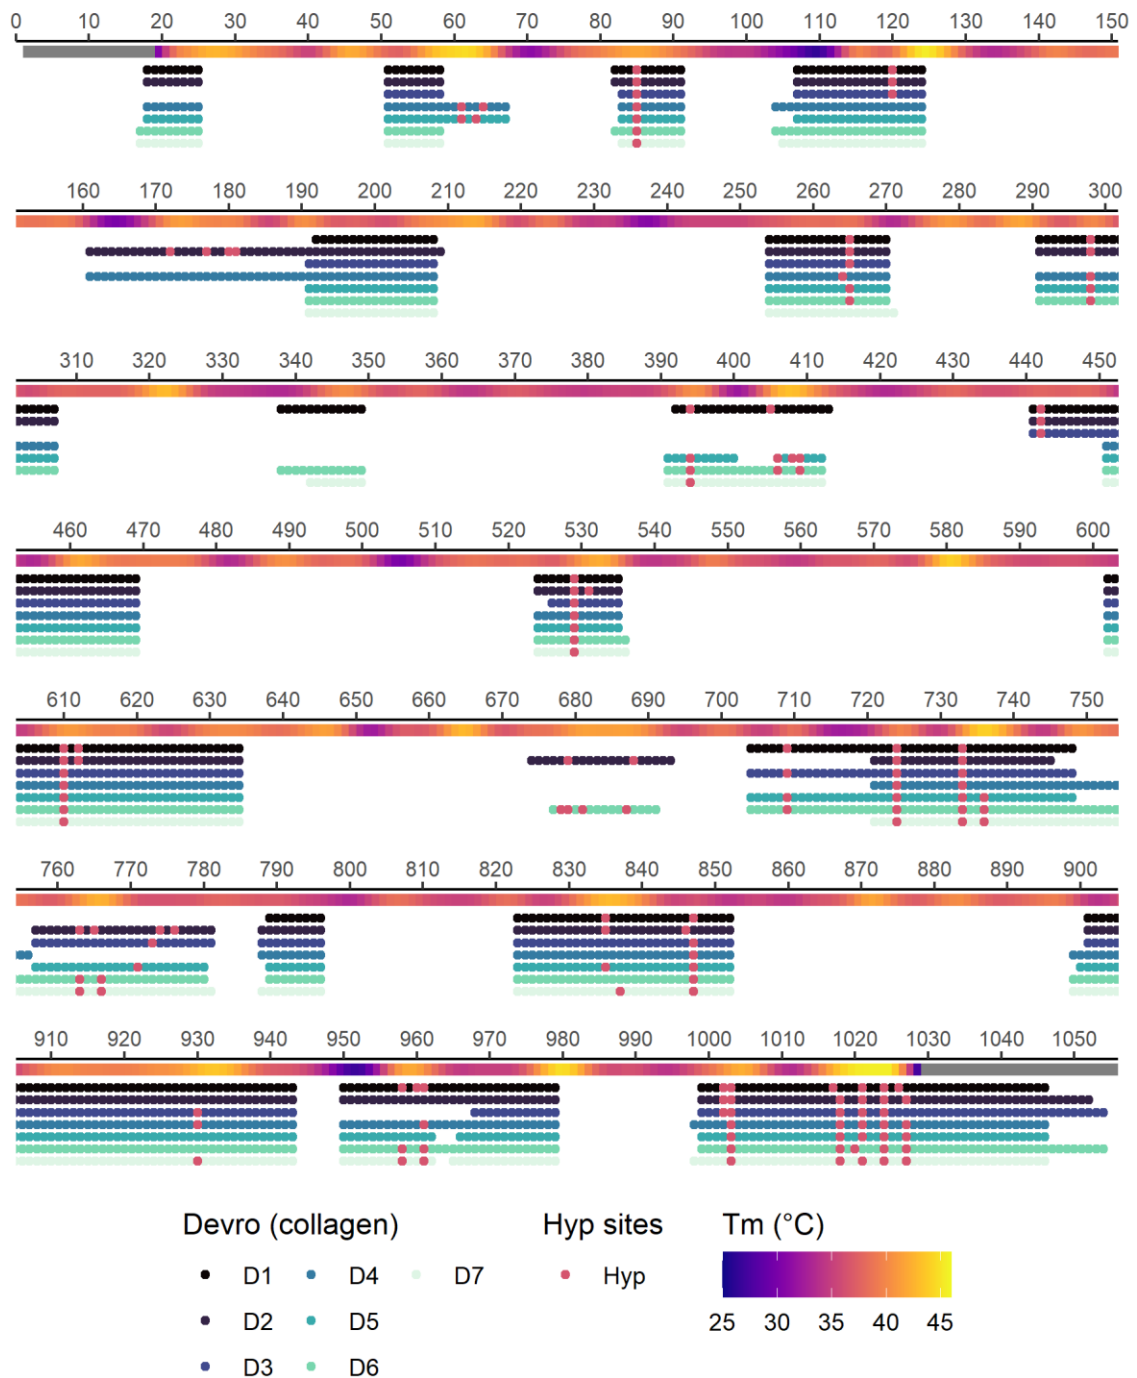 0 10 20 30 40 50 60 70 80 90 100 110 120 130 140 150
160 170 180 190 200 210 220 230 240 250 260 270 280 290 300
310 320 330 340 350 360 370 380 390 400 410 420 430 440 450
460 470 480 490 500 510 520 530 540 550 560 570 580 590 600
610 620 630 640 650 660 670 680 690 700 710 720 730 740 750
760 770 780 790 800 810 820 830 840 850 860 870 880 890 900
910 920 930 940 950 960 970 980 990 1000 1010 1020 1030 1040 1050
Devro (collagen) Hyp sites Tm (°C)
D1 D4 D7 Hyp
D2 D5 25 30 35 40 45
D3 D6